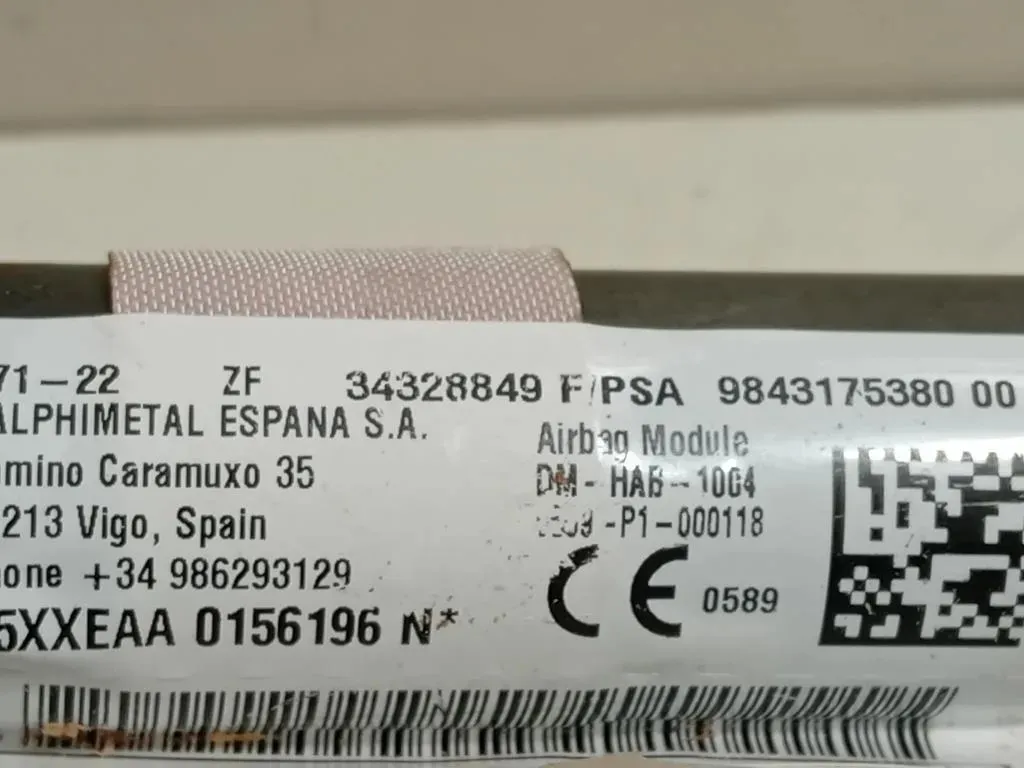 71-22 ZF 34328849 F/PSA 9843175380 00
ALPHIMETAL ESPANA S.A.
mino Caramuxo 35
213 Vigo, Spain
one +34 986293129
5XXEAA 0156196 N*
Airbag Module
DM-HAB-1004
-P1-000118
CE 0589